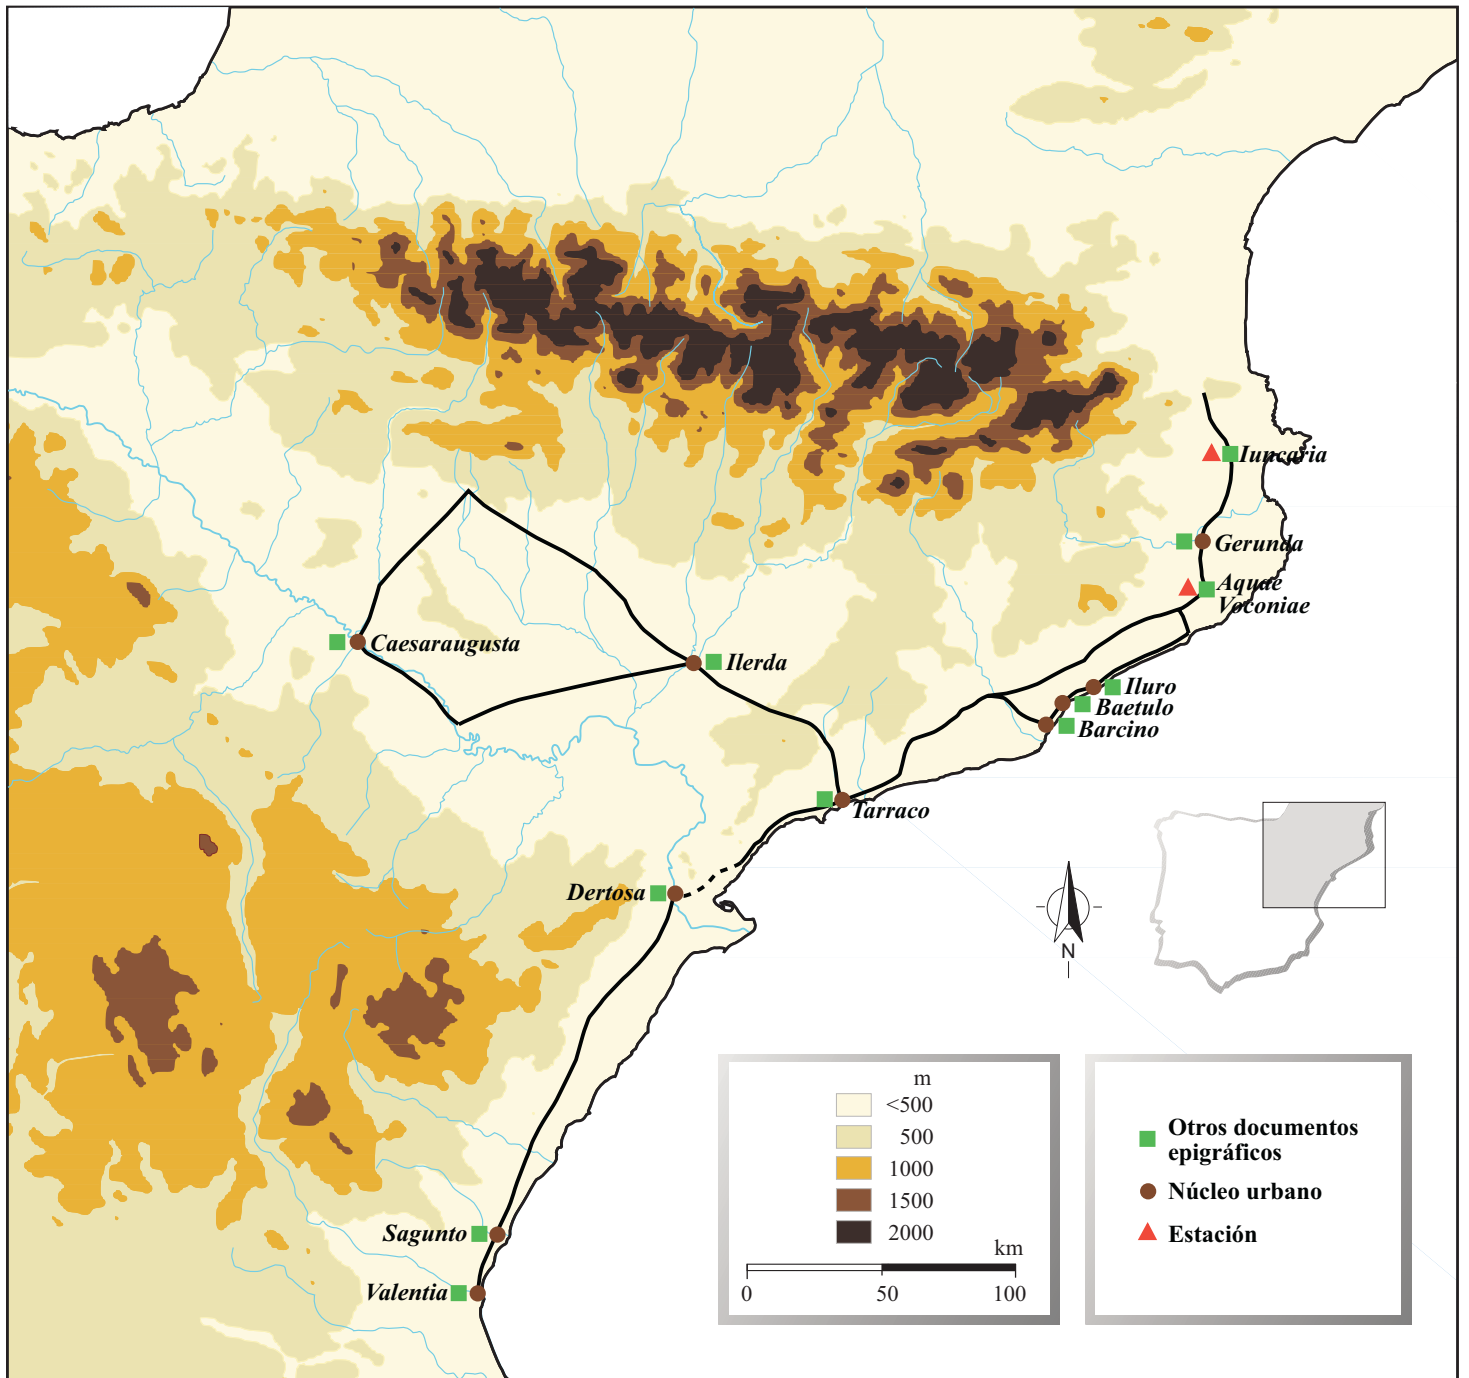 Iuncaria
Gerunda
Aquae
Voconiae
Caesaraugusta
Ilerda
Iluro
Baetulo
Barcino
Tarraco
Dertosa
N
Sagunto
Valentia
m
<500
500
1000
1500
2000
km
0 50 100
Otros documentos
epigráficos
Núcleo urbano
Estación